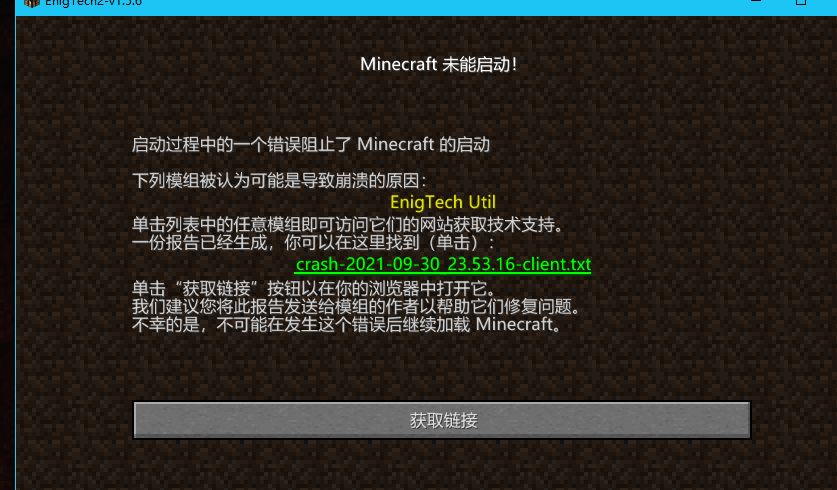 EnigTech2-v1.5.6
Minecraft 未能启动！
启动过程中的一个错误阻止了 Minecraft 的启动
下列模组被认为可能是导致崩溃的原因：
EnigTech Util
单击列表中的任意模组即可访问它们的网站获取技术支持。
一份报告已经生成，你可以在这里找到（单击）：
crash-2021-09-30_23.53.16-client.txt
单击“获取链接”按钮以在你的浏览器中打开它。
我们建议您将此报告发送给模组的作者以帮助它们修复问题。
不幸的是，不可能在发生这个错误后继续加载 Minecraft。
获取链接